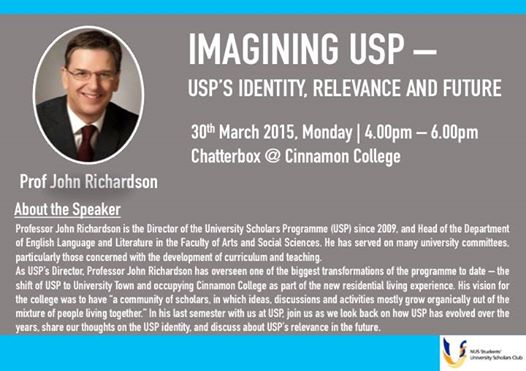 IMAGINING USP –
USP'S IDENTITY, RELEVANCE AND FUTURE
30th March 2015, Monday | 4.00pm – 6.00pm
Chatterbox @ Cinnamon College
Prof John Richardson
About the Speaker
Professor John Richardson is the Director of the University Scholars Programme (USP) since 2009, and Head of the Department
of English Language and Literature in the Faculty of Arts and Social Sciences. He has served on many university committees,
particularly those concerned with the development of curriculum and teaching.
As USP's Director, Professor John Richardson has overseen one of the biggest transformations of the programme to date – the
shift of USP to University Town and occupying Cinnamon College as part of the new residential living experience. His vision for
the college was to have "a community of scholars, in which ideas, discussions and activities mostly grow organically out of the
mixture of people living together." In his last semester with us at USP, join us as we look back on how USP has evolved over the
years, share our thoughts on the USP identity, and discuss about USP's relevance in the future.
NUS Students'
University Scholars Club